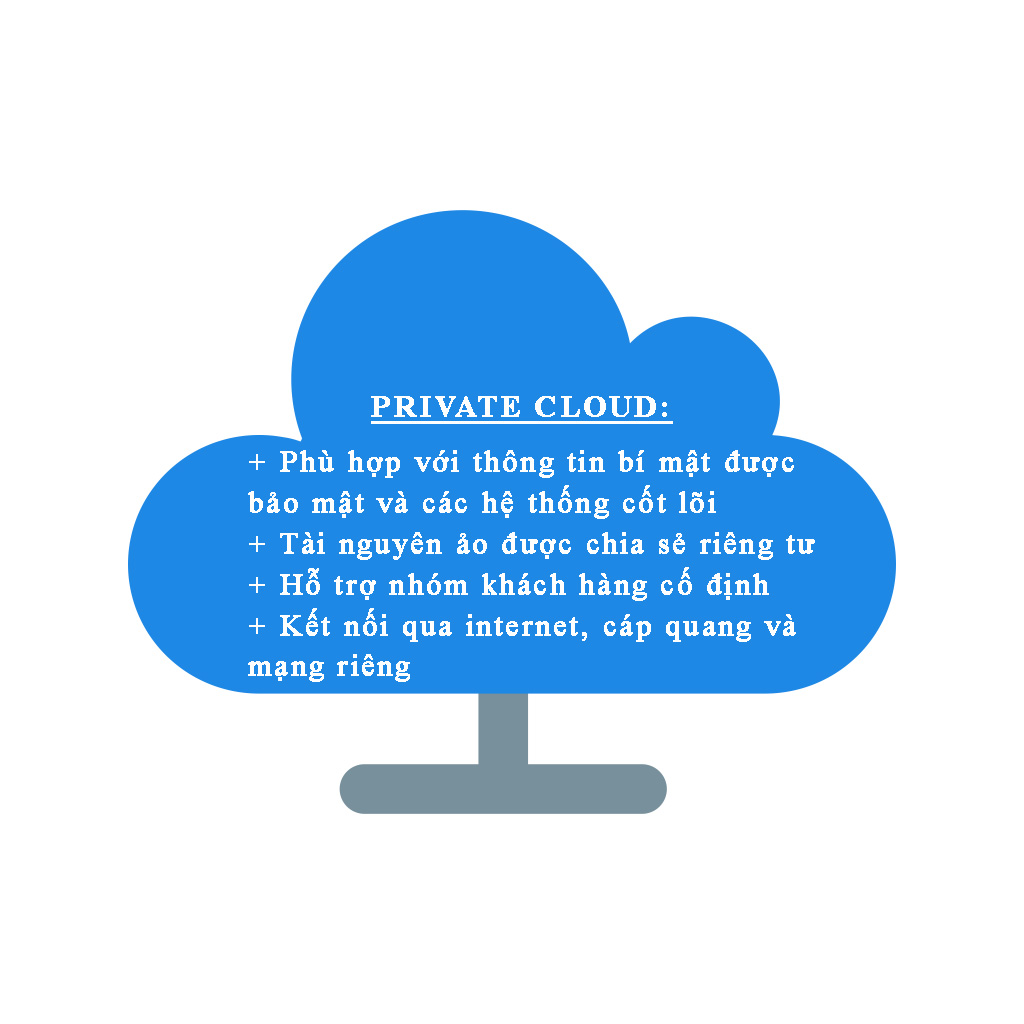 PRIVATE CLOUD:
+ Phù hợp với thông tin bí mật được
bảo mật và các hệ thống cốt lõi
+ Tài nguyên ảo được chia sẻ riêng tư
+ Hỗ trợ nhóm khách hàng cố định
+ Kết nối qua internet, cáp quang và
mạng riêng